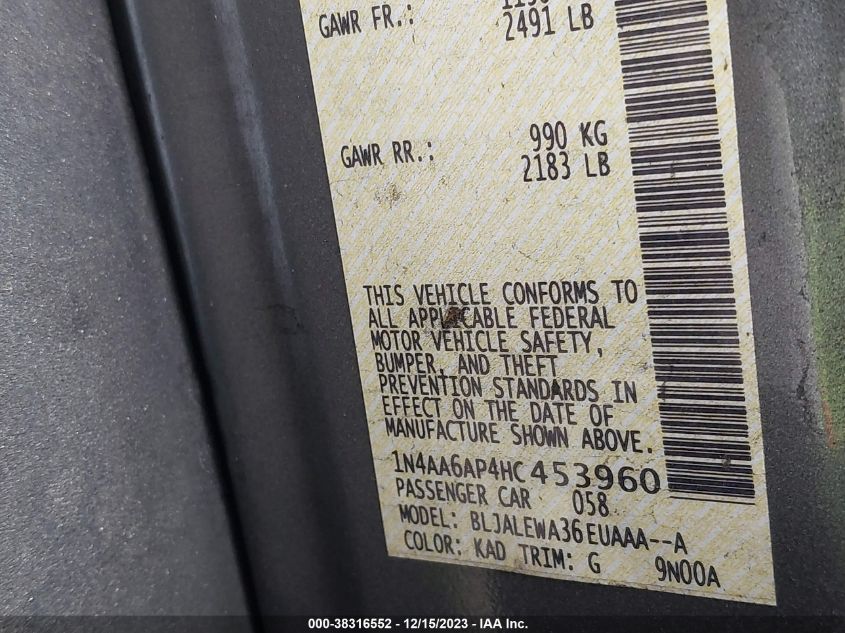 GAWR FR.:
2491 LB
GAWR RR.: 990 KG
2183 LB
THIS VEHICLE CONFORMS TO
ALL APPLICABLE FEDERAL
MOTOR VEHICLE SAFETY,
BUMPER, AND THEFT
PREVENTION STANDARDS IN
EFFECT ON THE DATE OF
MANUFACTURE SHOWN ABOVE.
1N4AA6AP4HC453960
PASSENGER CAR 058
MODEL: BLJALEWA36EUAAA--A
COLOR: KAD TRIM: G 9N00A
000-38316552 - 12/15/2023 - IAA Inc.